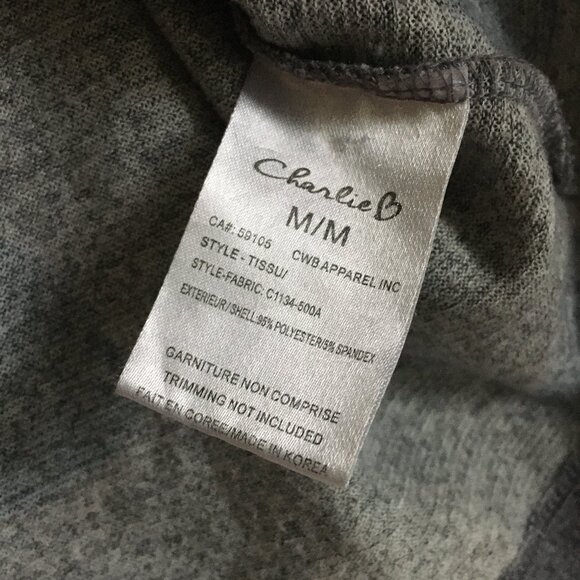 Charlie B
M/M
CA#: 59105 CWB APPAREL INC
STYLE - TISSU/
STYLE-FABRIC: C1134-500A
EXTERIEUR/SHELL:95% POLYESTER/5% SPANDEX
GARNITURE NON COMPRISE
TRIMMING NOT INCLUDED
FAIT EN COREE/MADE IN KOREA